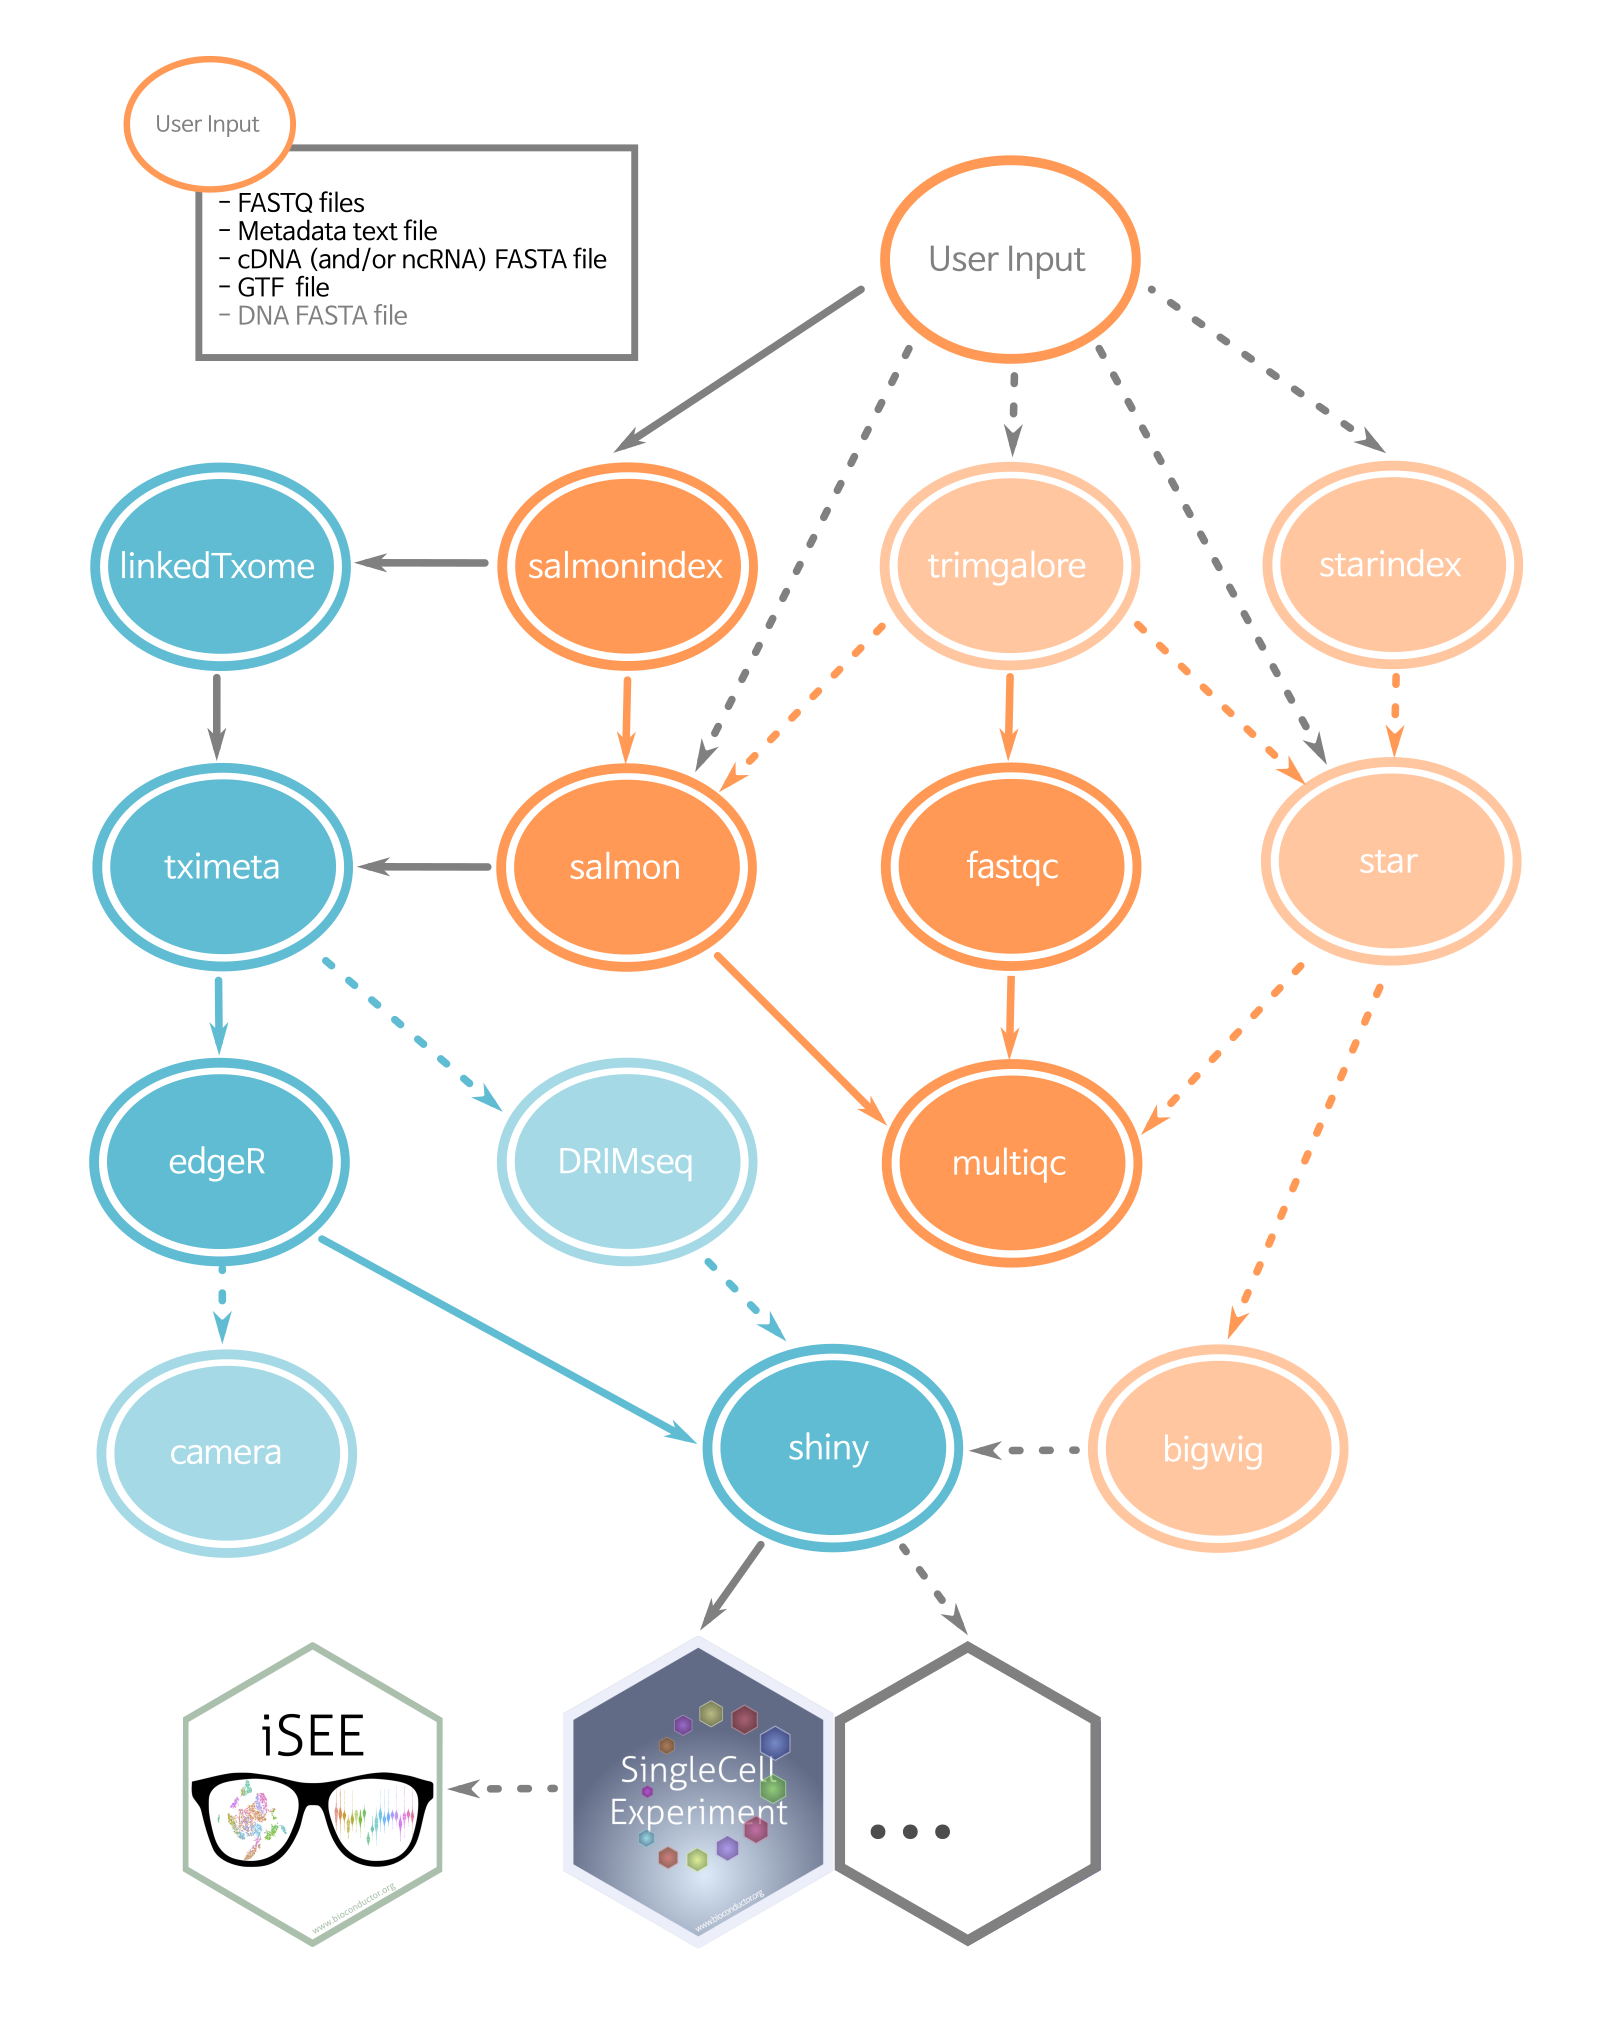 User Input
- FASTQ files
- Metadata text file
- cDNA (and/or ncRNA) FASTA file
- GTF file
- DNA FASTA file
User Input
linkedTxome
salmonindex
trimgalore
starindex
tximeta
salmon
fastqc
star
edgeR
DRIMseq
multiqc
camera
shiny
bigwig
iSEE
www.bioconductor.org
SingleCell
Experiment
www.bioconductor.org
...